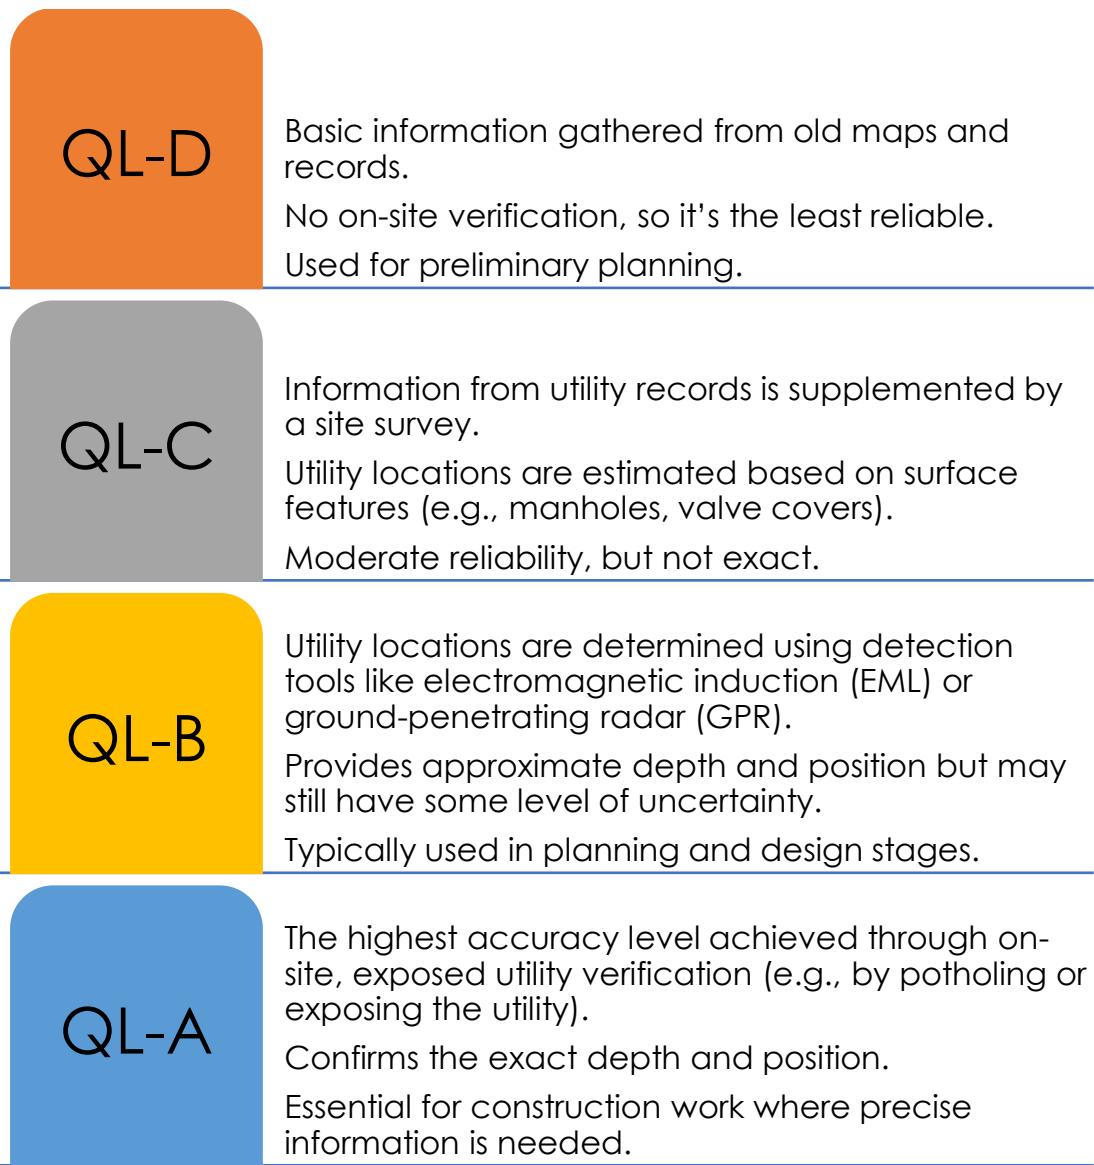 QL-D
Basic information gathered from old maps and
records.
No on-site verification, so it’s the least reliable.
Used for preliminary planning.
QL-C
Information from utility records is supplemented by
a site survey.
Utility locations are estimated based on surface
features (e.g., manholes, valve covers).
Moderate reliability, but not exact.
QL-B
Utility locations are determined using detection
tools like electromagnetic induction (EML) or
ground-penetrating radar (GPR).
Provides approximate depth and position but may
still have some level of uncertainty.
Typically used in planning and design stages.
QL-A
The highest accuracy level achieved through on-
site, exposed utility verification (e.g., by potholing or
exposing the utility).
Confirms the exact depth and position.
Essential for construction work where precise
information is needed.